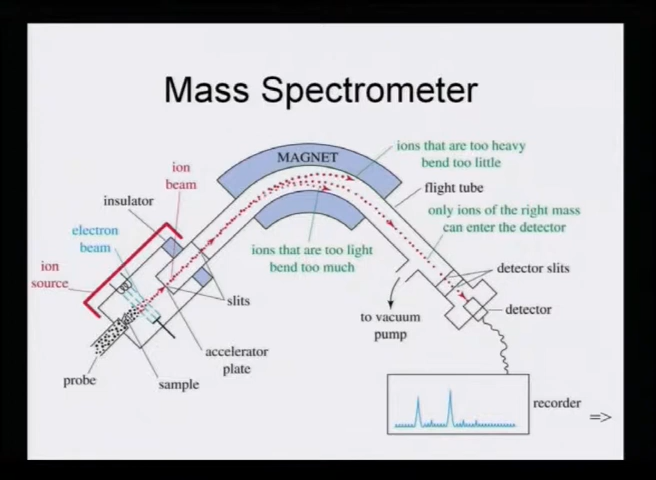 Mass Spectrometer
MAGNET
ions that are too heavy
bend too little
ion
beam
flight tube
insulator
only ions of the right mass
can enter the detector
electron
beam
ions that are too light
bend too much
ion
source
detector slits
slits
detector
to vacuum
pump
accelerator
plate
probe
sample
recorder
=>